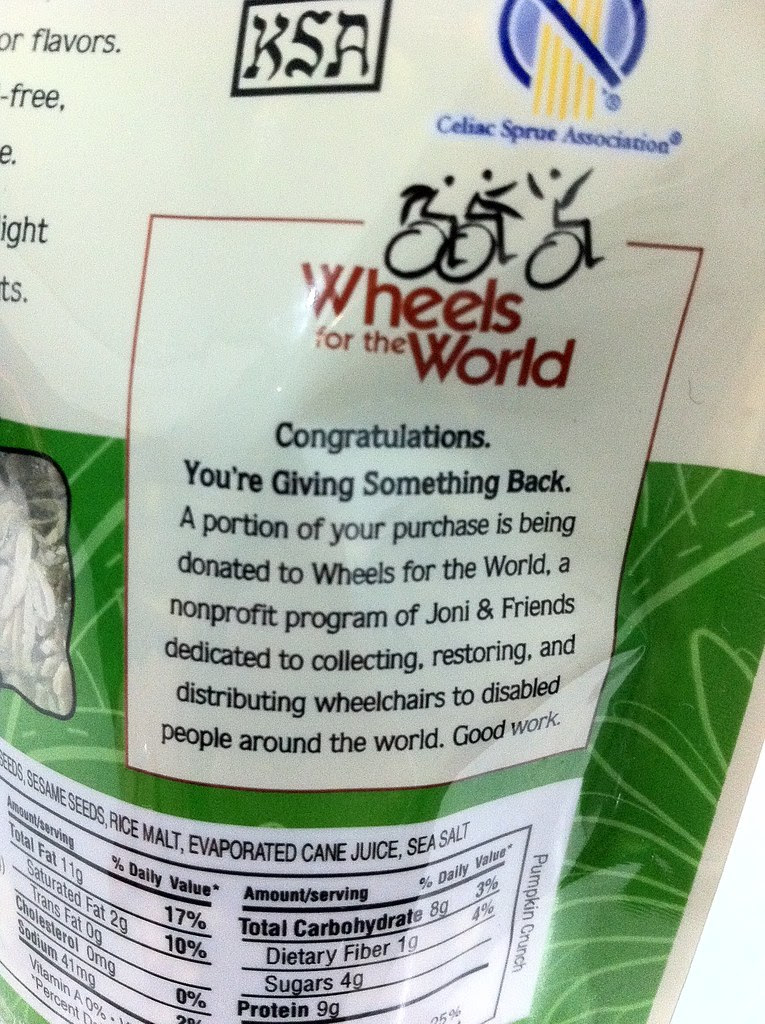 or flavors.
-free,
e.
ight
ts.
KSA
Celiac Sprue Association®
Wheels
for the World
Congratulations.
You're Giving Something Back.
A portion of your purchase is being
donated to Wheels for the World, a
nonprofit program of Joni & Friends
dedicated to collecting, restoring, and
distributing wheelchairs to disabled
people around the world. Good work.
SEEDS, SESAME SEEDS, RICE MALT, EVAPORATED CANE JUICE, SEA SALT
Amount/serving % Daily Value*
Total Fat 11g 17%
Saturated Fat 2g 10%
Trans Fat 0g
Cholesterol 0mg 0%
Sodium 41mg 2%
Vitamin A 0% •
*Percent
Amount/serving % Daily Value*
Total Carbohydrate 8g 3%
Dietary Fiber 1g 4%
Sugars 4g
Protein 9g
25%
Pumpkin Crunch